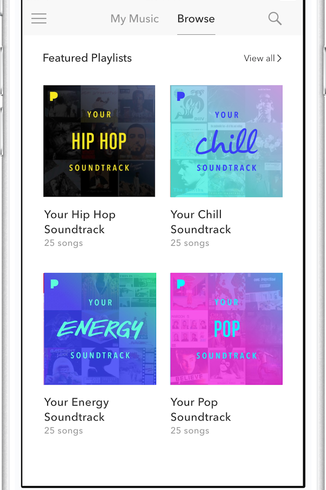 My Music Browse
Featured Playlists View all
YOUR
HIP HOP
SOUNDTRACK
Your Hip Hop
Soundtrack
25 songs
YOUR
chill
SOUNDTRACK
Your Chill
Soundtrack
25 songs
YOUR
ENERGY
SOUNDTRACK
Your Energy
Soundtrack
25 songs
YOUR
POP
SOUNDTRACK
Your Pop
Soundtrack
25 songs